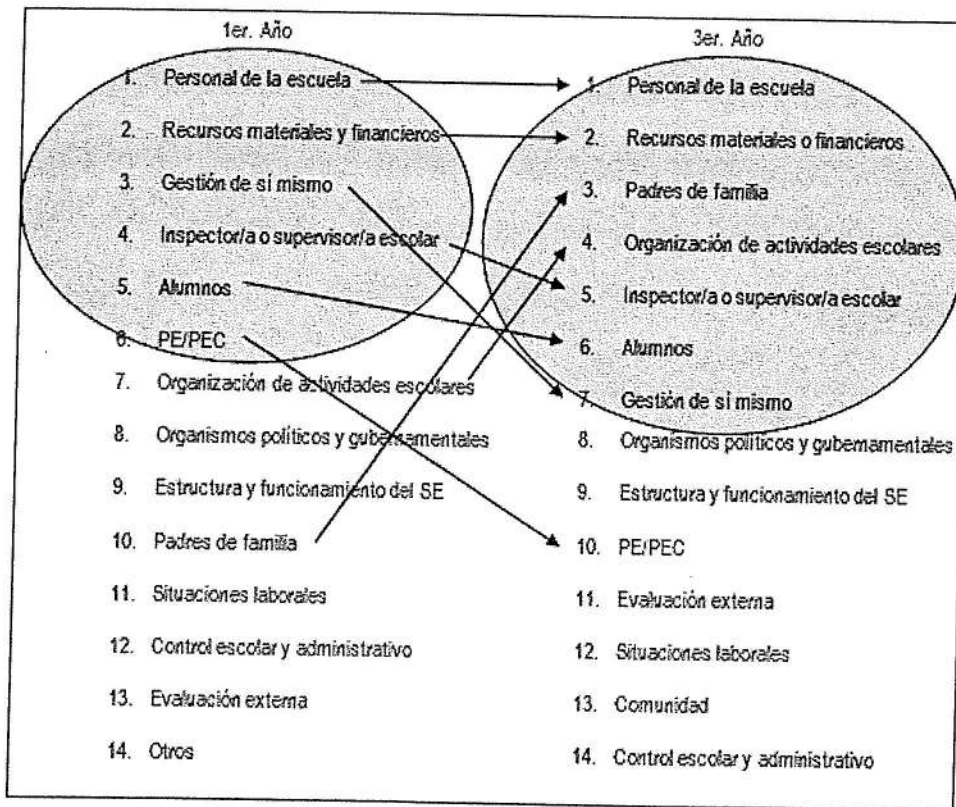 1er. Año
1. Personal de la escuela
2. Recursos materiales y financieros
3. Gestión de sí mismo
4. Inspector/a o supervisor/a escolar
5. Alumnos
6. PE/PEC
7. Organización de actividades escolares
8. Organismos políticos y gubernamentales
9. Estructura y funcionamiento del SE
10. Padres de familia
11. Situaciones laborales
12. Control escolar y administrativo
13. Evaluación externa
14. Otros
3er. Año
1. Personal de la escuela
2. Recursos materiales o financieros
3. Padres de familia
4. Organización de actividades escolares
5. Inspector/a o supervisor/a escolar
6. Alumnos
7. Gestión de sí mismo
8. Organismos políticos y gubernamentales
9. Estructura y funcionamiento del SE
10. PE/PEC
11. Evaluación externa
12. Situaciones laborales
13. Comunidad
14. Control escolar y administrativo